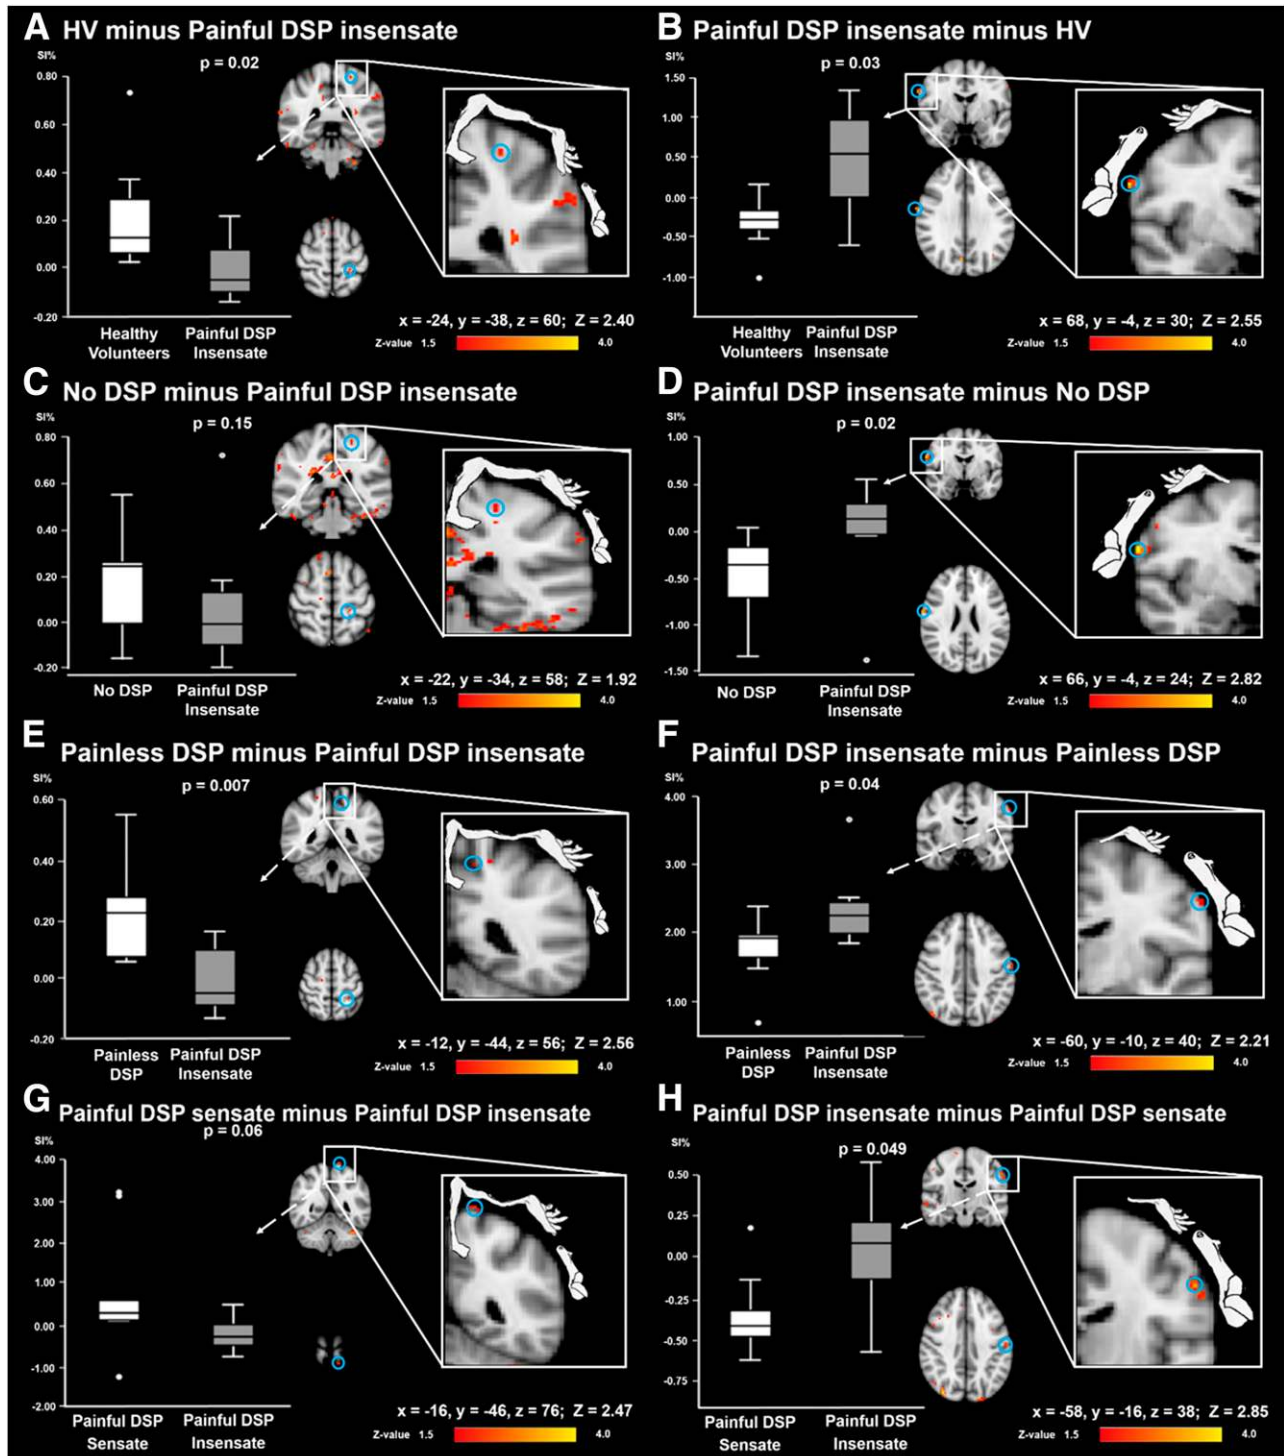 A HV minus Painful DSP insensate
SI%
p = 0.02
0.80
0.60
0.40
0.20
0.00
-0.20
Healthy
Volunteers
Painful DSP
Insensate
x = -24, y = -38, z = 60; Z = 2.40
Z-value 1.5 4.0
B Painful DSP insensate minus HV
SI%
p = 0.03
1.50
1.00
0.50
0.00
-0.50
-1.00
Healthy
Volunteers
Painful DSP
Insensate
x = 68, y = -4, z = 30; Z = 2.55
Z-value 1.5 4.0
C No DSP minus Painful DSP insensate
SI%
p = 0.15
0.80
0.60
0.40
0.20
0.00
-0.20
No DSP
Painful DSP
Insensate
x = -22, y = -34, z = 58; Z = 1.92
Z-value 1.5 4.0
D Painful DSP insensate minus No DSP
SI%
p = 0.02
1.00
0.50
0.00
-0.50
-1.00
-1.50
No DSP
Painful DSP
Insensate
x = 66, y = -4, z = 24; Z = 2.82
Z-value 1.5 4.0
E Painless DSP minus Painful DSP insensate
SI%
p = 0.007
0.60
0.40
0.20
0.00
-0.20
Painless
DSP
Painful DSP
Insensate
x = -12, y = -44, z = 56; Z = 2.56
Z-value 1.5 4.0
F Painful DSP insensate minus Painless DSP
SI%
p = 0.04
4.00
3.00
2.00
1.00
Painless
DSP
Painful DSP
Insensate
x = -60, y = -10, z = 40; Z = 2.21
Z-value 1.5 4.0
G Painful DSP sensate minus Painful DSP insensate
SI%
p = 0.06
4.00
3.00
2.00
1.00
0.00
-1.00
-2.00
Painful DSP
Sensate
Painful DSP
Insensate
x = -16, y = -46, z = 76; Z = 2.47
Z-value 1.5 4.0
H Painful DSP insensate minus Painful DSP sensate
SI%
p = 0.049
0.50
0.25
0.00
-0.25
-0.50
-0.75
Painful DSP
Sensate
Painful DSP
Insensate
x = -58, y = -16, z = 38; Z = 2.85
Z-value 1.5 4.0